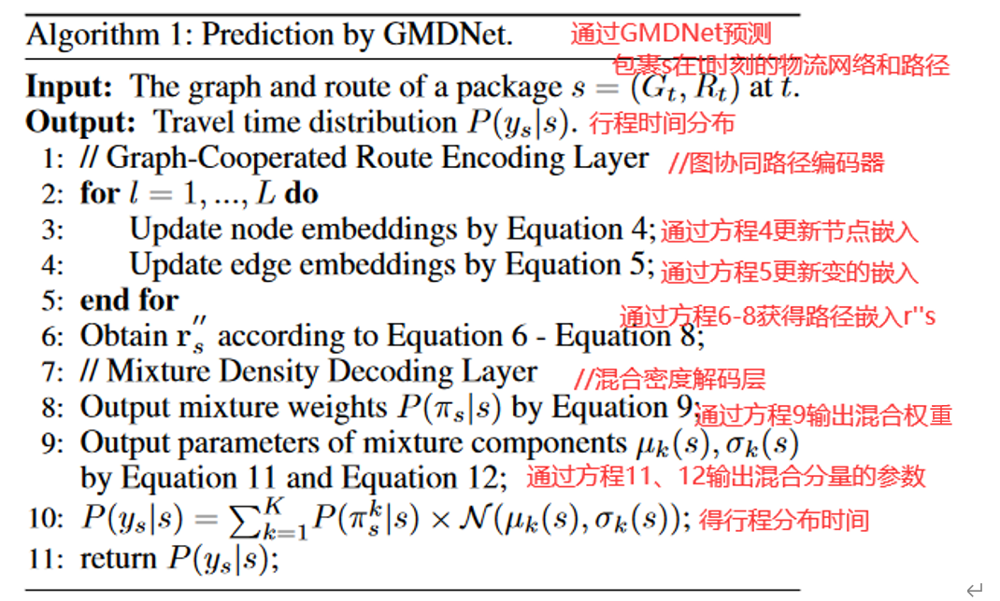 Algorithm 1: Prediction by GMDNet. 通过GMDNet预测
包裹s在t时刻的物流网络和路径
Input: The graph and route of a package s = (G_t, R_t) at t.
Output: Travel time distribution P(y_s|s). 行程时间分布
1: // Graph-Cooperated Route Encoding Layer //图协同路径编码器
2: for l = 1, ..., L do
3: Update node embeddings by Equation 4; 通过方程4更新节点嵌入
4: Update edge embeddings by Equation 5; 通过方程5更新变的嵌入
5: end for
通过方程6-8获得路径嵌入r''s
6: Obtain r''_s according to Equation 6 - Equation 8;
7: // Mixture Density Decoding Layer //混合密度解码层
8: Output mixture weights P(π_s|s) by Equation 9; 通过方程9输出混合权重
9: Output parameters of mixture components μ_k(s), σ_k(s)
by Equation 11 and Equation 12; 通过方程11、12输出混合分量的参数
10: P(y_s|s) = ∑_{k=1}^{K} P(π_s^k|s) × N(μ_k(s), σ_k(s)); 得行程分布时间
11: return P(y_s|s);